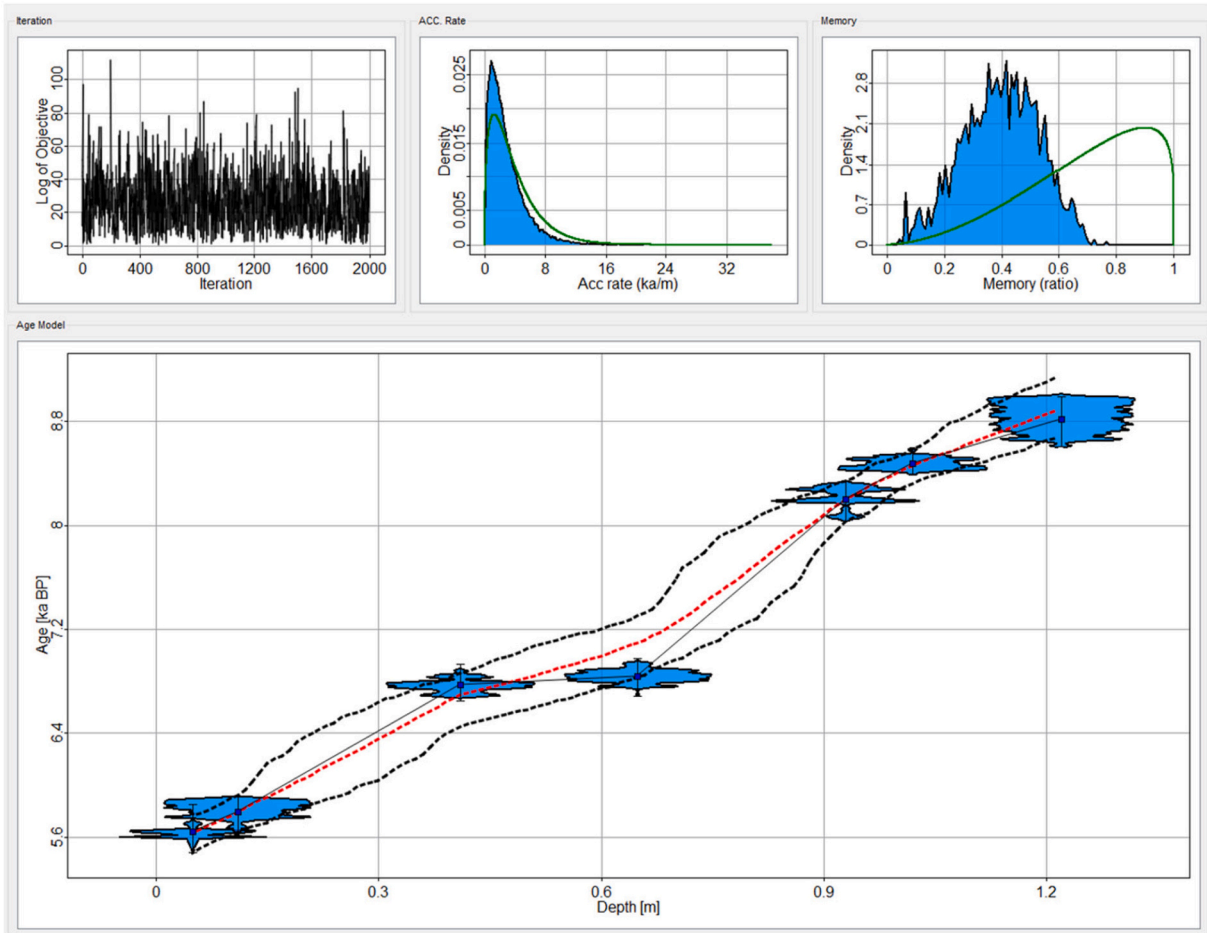 Iteration
Log of Objective
100
80
60
40
20
0
0 400 800 1200 1600 2000
Iteration
ACC. Rate
Density
0.025
0.015
0.005
0
0 8 16 24 32
Acc rate (ka/m)
Memory
Density
2.8
2.1
1.4
0.7
0
0 0.2 0.4 0.6 0.8 1
Memory (ratio)
Age Model
Age [ka BP]
8.8
8
7.2
6.4
5.6
0 0.3 0.6 0.9 1.2
Depth [m]